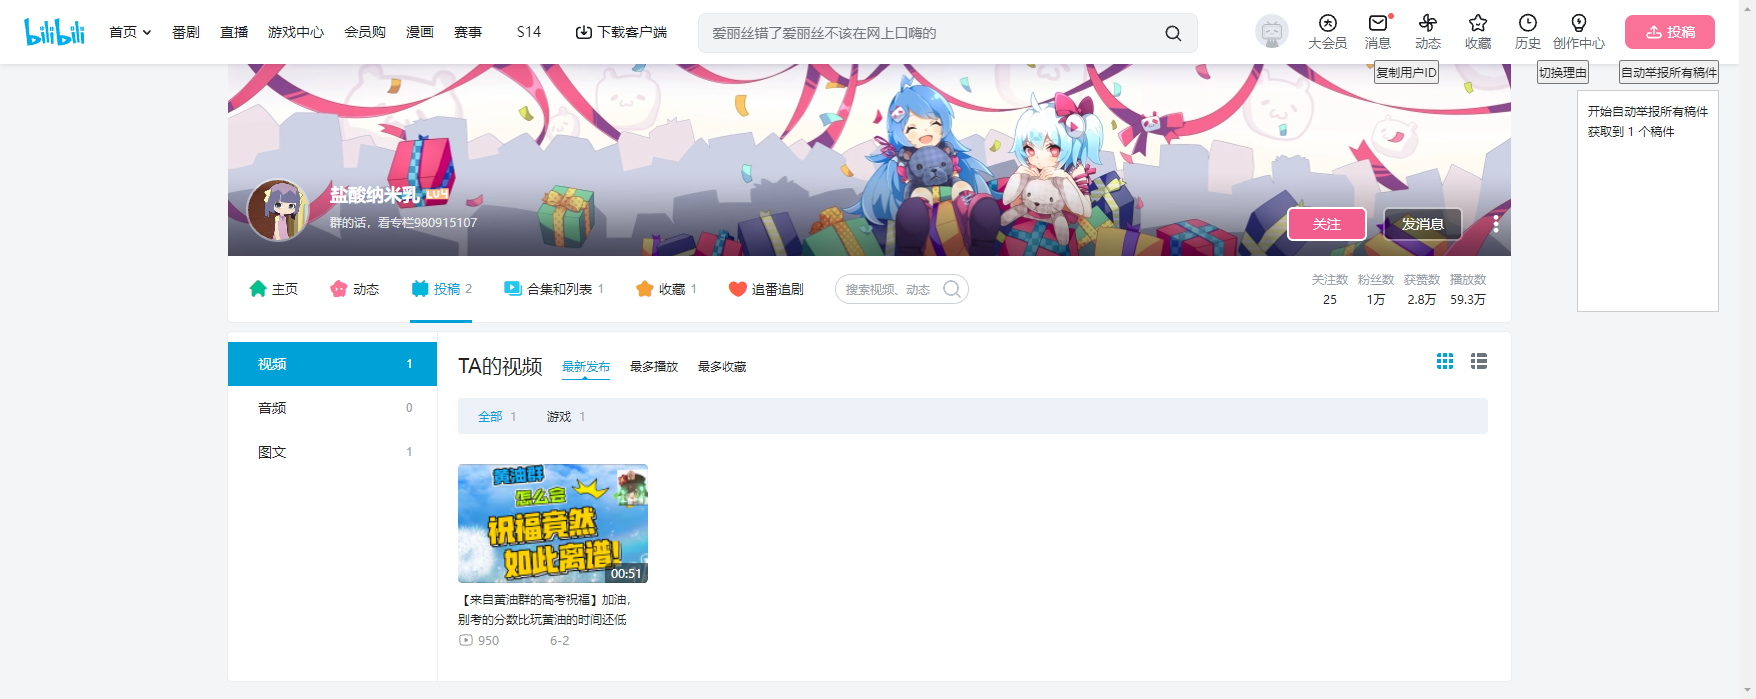 bilibili
首页
番剧
直播
游戏中心
会员购
漫画
赛事
S14
下载客户端
爱丽丝错了爱丽丝不该在网上口嗨的
大会员
消息
动态
收藏
历史
创作中心
投稿
复制用户ID
切换理由
自动举报所有稿件
开始自动举报所有稿件
获取到 1 个稿件
盐酸纳米乳 LV4
群的话，看专栏980915107
关注
发消息
主页
动态
投稿 2
合集和列表 1
收藏 1
追番追剧
搜索视频、动态
关注数 粉丝数 获赞数 播放数
25 1万 2.8万 59.3万
视频 1
音频 0
图文 1
TA的视频
最新发布
最多播放
最多收藏
全部 1
游戏 1
黄油群
怎么会
祝福竟然
如此离谱!
00:51
【来自黄油群的高考祝福】加油，
别考的分数比玩黄油的时间还低
950
6-2